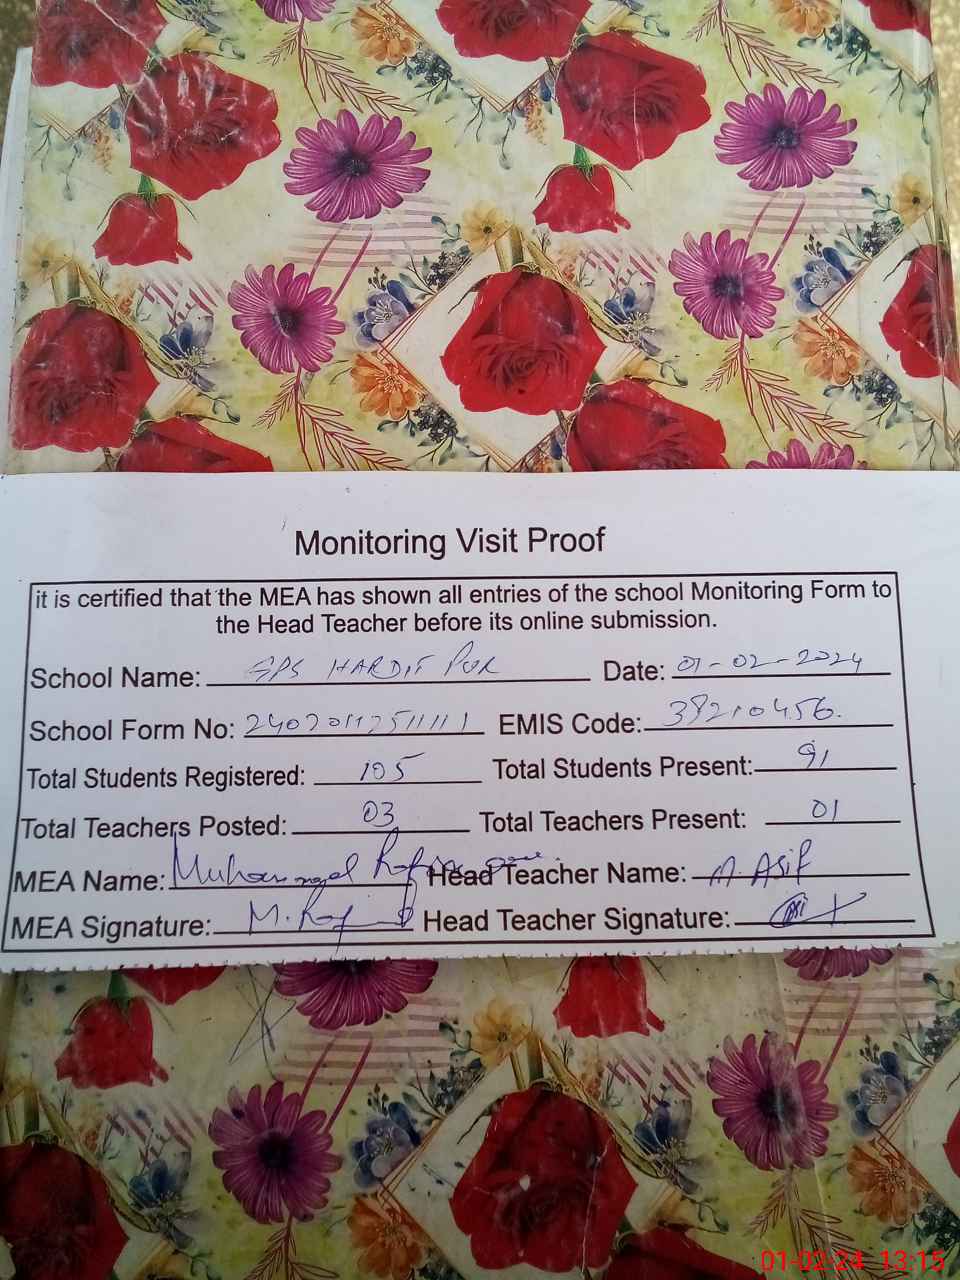 Monitoring Visit Proof
it is certified that the MEA has shown all entries of the school Monitoring Form to
the Head Teacher before its online submission.
School Name: GPS HARDIT PUR Date: 01-02-2024
School Form No: EMIS Code: 38210456.
Total Students Registered: 105 Total Students Present: 91
Total Teachers Posted: 03 Total Teachers Present: 01
MEA Name: Muhammad Head Teacher Name: M. Asif
MEA Signature: M. Head Teacher Signature:
01-02-24 13:15